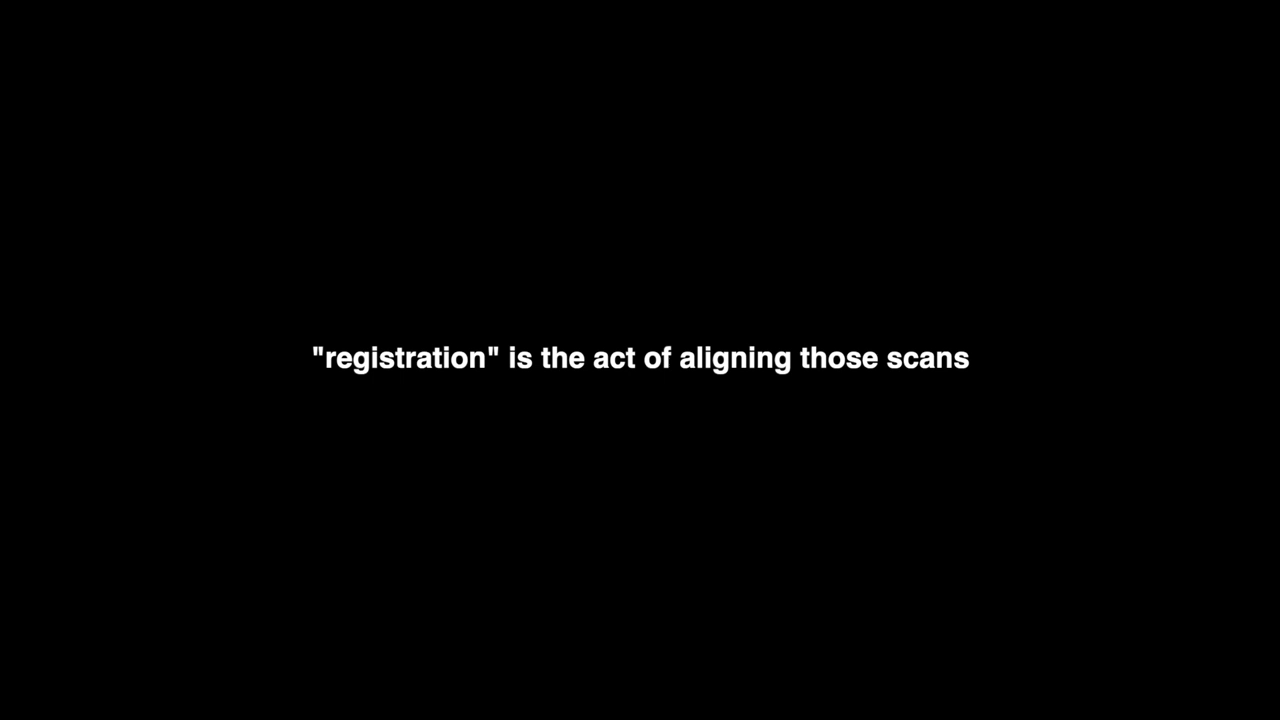 "registration" is the act of aligning those scans